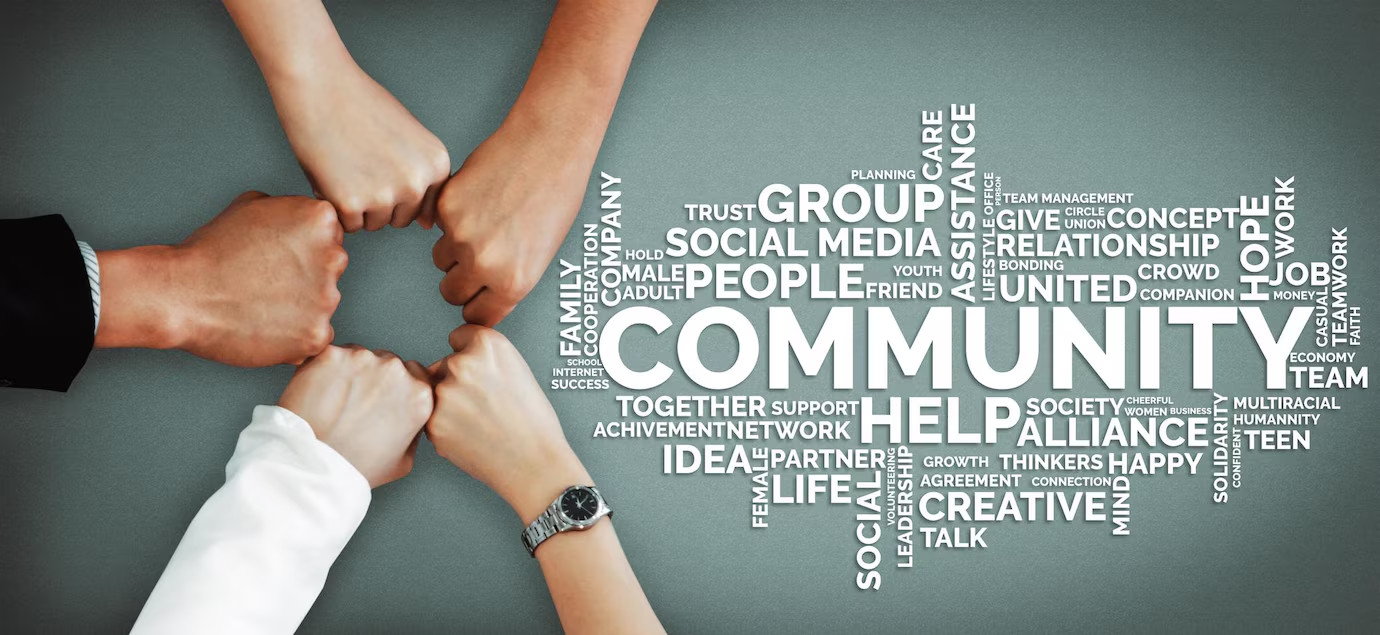 CARE
ASSISTANCE
PLANNING
TRUST
GROUP
LIFESTYLE
OFFICE
PERSON
TEAM MANAGEMENT
GIVE
CIRCLE
UNION
CONCEPT
HOPE
WORK
COMPANY
HOLD
SOCIAL MEDIA
RELATIONSHIP
FAMILY
COOPERATION
MALE
ADULT
PEOPLE
YOUTH
FRIEND
BONDING
UNITED
CROWD
COMPANION
JOB
MONEY
CASUAL
TEAMWORK
FAITH
COMMUNITY
SCHOOL
INTERNET
SUCCESS
ECONOMY
TEAM
TOGETHER
SUPPORT
HELP
SOCIETY
CHEERFUL
WOMEN
BUSINESS
SOLIDARITY
MULTIRACIAL
HUMANNITY
ACHIVEMENT
NETWORK
ALLIANCE
CONFIDENT
TEEN
IDEA
FEMALE
PARTNER
LIFE
SOCIAL
VOLUNTEERING
LEADERSHIP
GROWTH
THINKERS
HAPPY
AGREEMENT
CONNECTION
MIND
CREATIVE
TALK